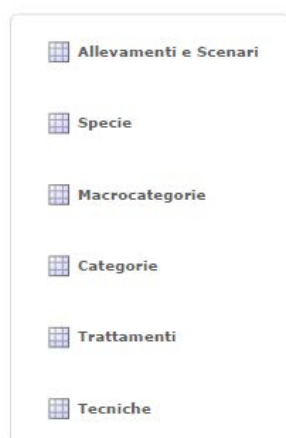 Allevamenti e Scenari
Specie
Macrocategorie
Categorie
Trattamenti
Tecniche